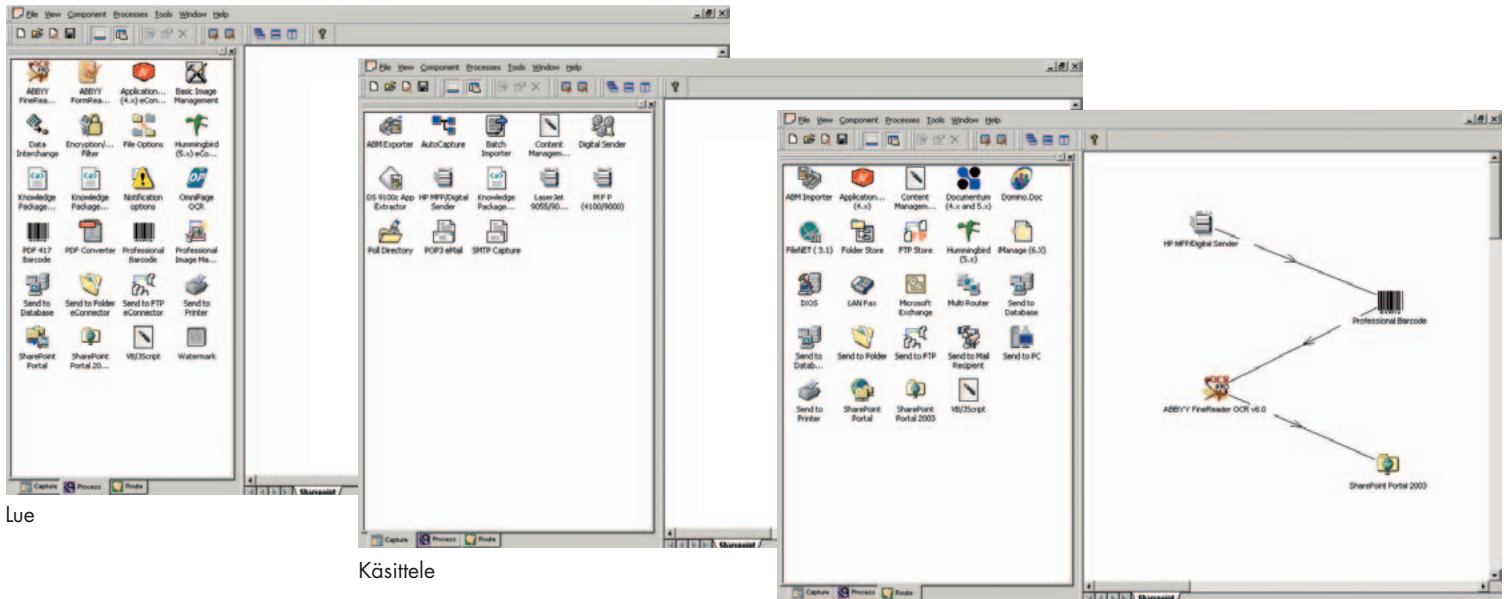 File View Component Processes Tools Window Help
ABBYY FineRea...
ABBYY FormRea...
Application... (4.x) eCon...
Basic Image Management
Data Interchange
Encryption/... Filter
File Options
Hummingbird (5.x) eCo...
Knowledge Package...
Knowledge Package...
Notification options
OmniPage OCR
PDF 417 Barcode
PDF Converter
Professional Barcode
Professional Image Ma...
Send to Database
Send to Folder eConnector
Send to FTP eConnector
Send to Printer
SharePoint Portal
SharePoint Portal 20...
VB/JScript
Watermark
Capture
Process
Route
Sharepoint
Lue
File View Component Processes Tools Window Help
ABM Exporter
AutoCapture
Batch Importer
Content Managem...
Digital Sender
DS 9100c App Extractor
HP MFP/Digital Sender
Knowledge Package...
LaserJet 9055/90...
MFP (4100/9000)
Poll Directory
POP3 eMail
SMTP Capture
Capture
Process
Route
Sharepoint
Käsittele
File View Component Processes Tools Window Help
ABM Importer
Application... (4.x)
Content Managem...
Documentum (4.x and 5.x)
Domino.Doc
FileNET ( 3.1)
Folder Store
FTP Store
Hummingbird (5.x)
iManage (6.X)
IXOS
LAN Fax
Microsoft Exchange
Multi Router
Send to Database
Send to Datab...
Send to Folder
Send to FTP
Send to Mail Recipient
Send to PC
Send to Printer
SharePoint Portal
SharePoint Portal 2003
VB/JScript
HP MFP/Digital Sender
Professional Barcode
ABBYY FineReader OCR v6.0
SharePoint Portal 2003
Capture
Process
Route
Sharepoint